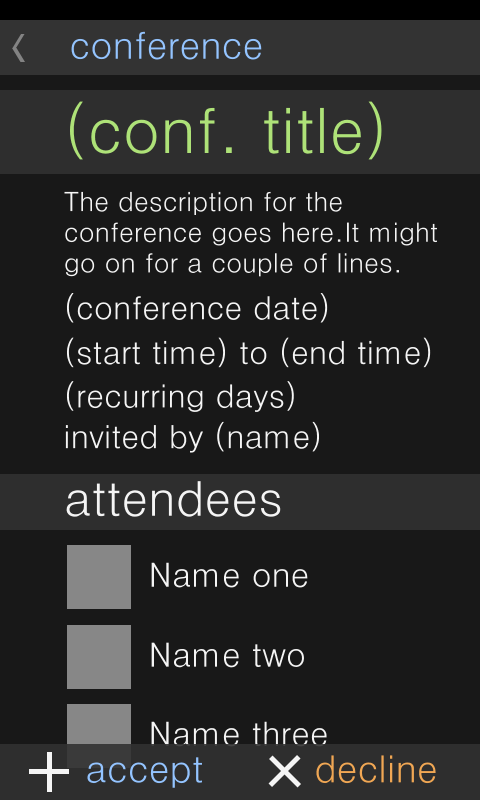 conference
(conf. title)
The description for the
conference goes here.It might
go on for a couple of lines.
(conference date)
(start time) to (end time)
(recurring days)
invited by (name)
attendees
Name one
Name two
Name three
accept
decline